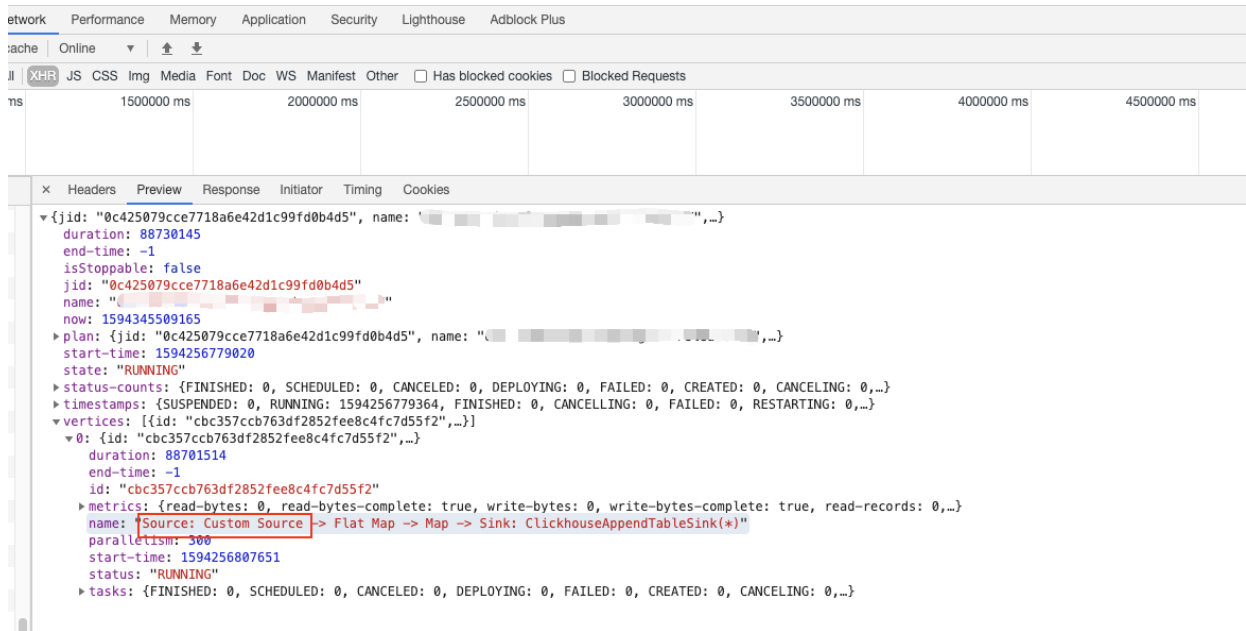 etwork Performance Memory Application Security Lighthouse Adblock Plus
cache Online
XHR JS CSS Img Media Font Doc WS Manifest Other Has blocked cookies Blocked Requests
ms 1500000 ms 2000000 ms 2500000 ms 3000000 ms 3500000 ms 4000000 ms 4500000 ms
× Headers Preview Response Initiator Timing Cookies
▼{jid: "0c425079cce7718a6e42d1c99fd0b4d5", name: ",…}
duration: 88730145
end-time: -1
isStoppable: false
jid: "0c425079cce7718a6e42d1c99fd0b4d5"
name: ""
now: 1594345509165
▶plan: {jid: "0c425079cce7718a6e42d1c99fd0b4d5", name: "",…}
start-time: 1594256779020
state: "RUNNING"
▶status-counts: {FINISHED: 0, SCHEDULED: 0, CANCELED: 0, DEPLOYING: 0, FAILED: 0, CREATED: 0, CANCELING: 0,…}
▶timestamps: {SUSPENDED: 0, RUNNING: 1594256779364, FINISHED: 0, CANCELLING: 0, FAILED: 0, RESTARTING: 0,…}
▼vertices: [{id: "cbc357ccb763df2852fee8c4fc7d55f2",…}]
▼0: {id: "cbc357ccb763df2852fee8c4fc7d55f2",…}
duration: 88701514
end-time: -1
id: "cbc357ccb763df2852fee8c4fc7d55f2"
▶metrics: {read-bytes: 0, read-bytes-complete: true, write-bytes: 0, write-bytes-complete: true, read-records: 0,…}
name: "Source: Custom Source -> Flat Map -> Map -> Sink: ClickhouseAppendTableSink(*)"
parallelism: 300
start-time: 1594256807651
status: "RUNNING"
▶tasks: {FINISHED: 0, SCHEDULED: 0, CANCELED: 0, DEPLOYING: 0, FAILED: 0, CREATED: 0, CANCELING: 0,…}